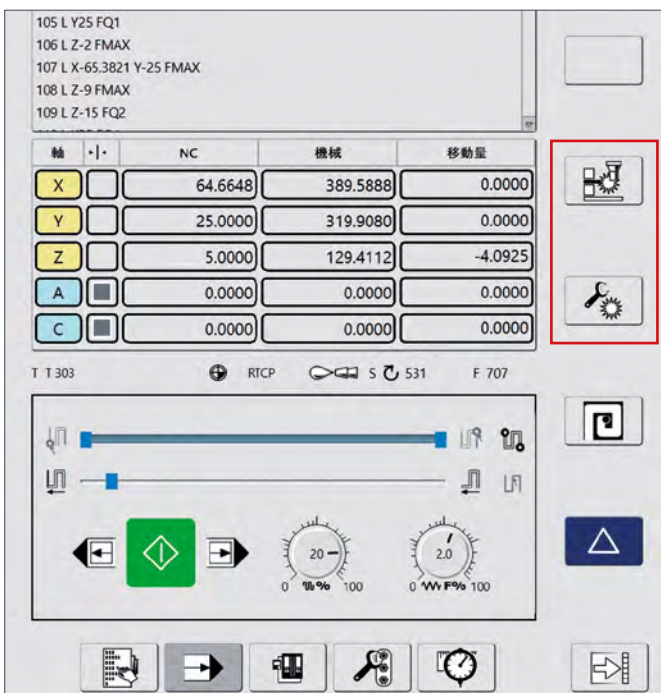 105 L Y25 FQ1
106 L Z-2 FMAX
107 L X-65.3821 Y-25 FMAX
108 L Z-9 FMAX
109 L Z-15 FQ2
軸 NC 機械 移動量
X 64.6648 389.5888 0.0000
Y 25.0000 319.9080 0.0000
Z 5.0000 129.4112 -4.0925
A 0.0000 0.0000 0.0000
C 0.0000 0.0000 0.0000
T T 303 RTCP S 531 F 707
20 2.0
0 % 100 0 F% 100